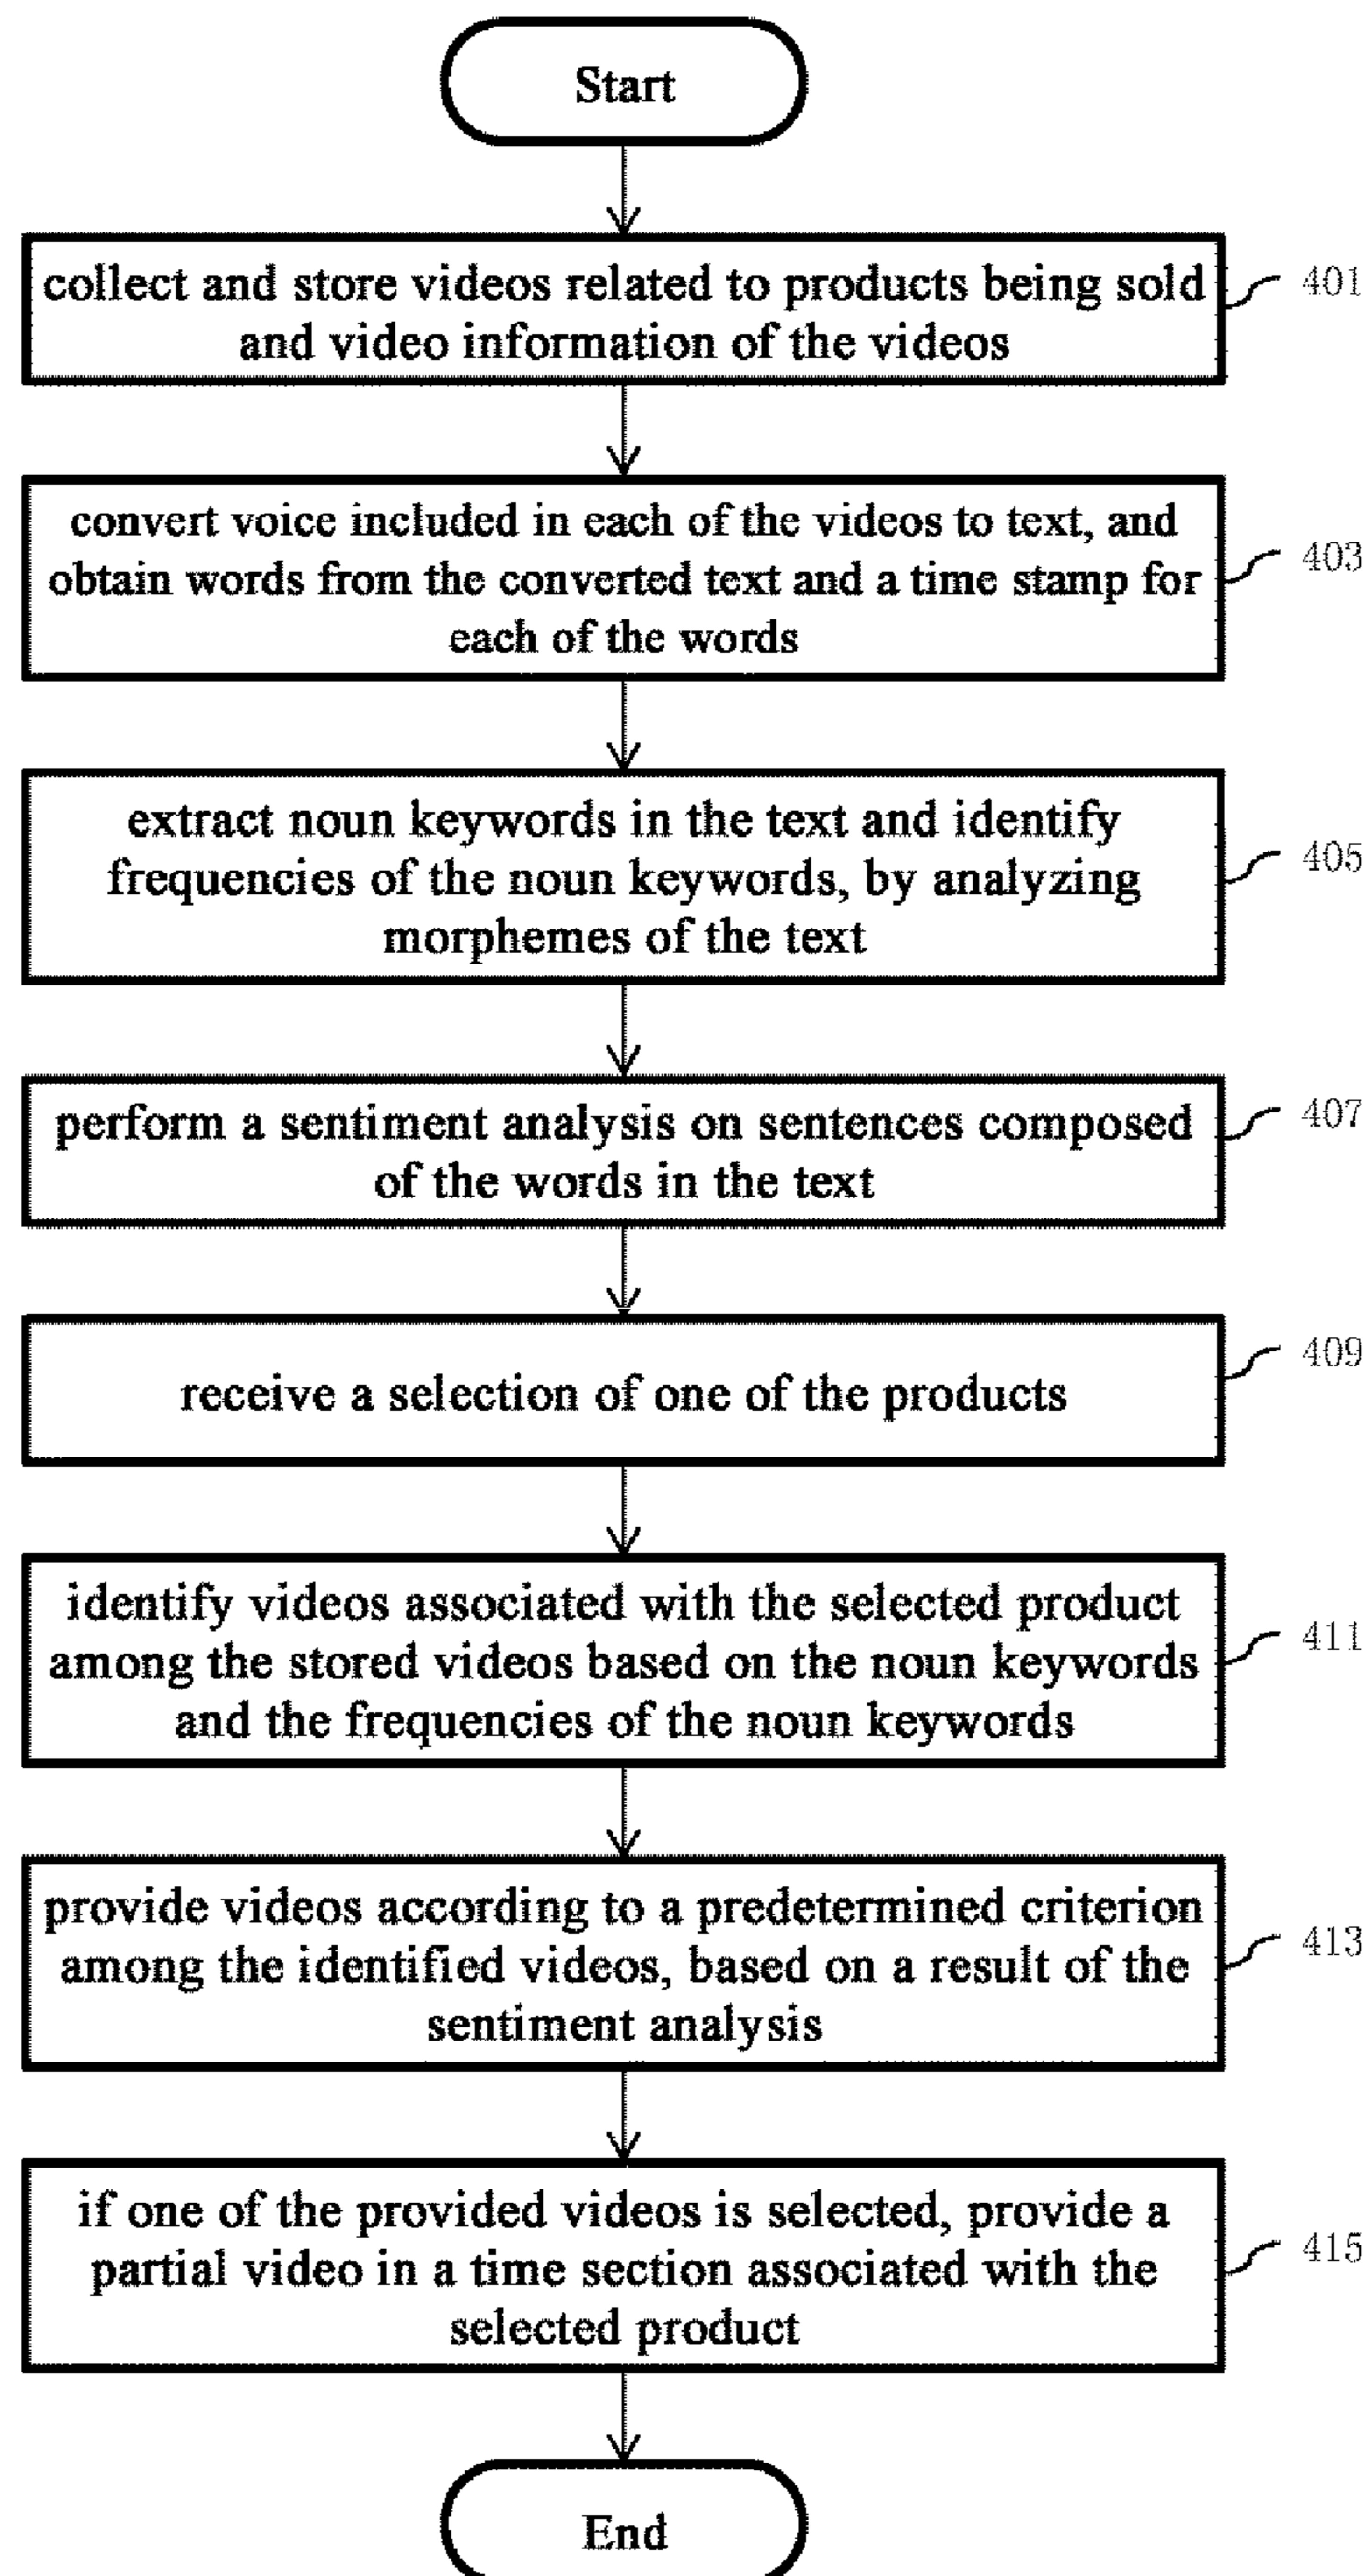 Start
collect and store videos related to products being sold
and video information of the videos
401
convert voice included in each of the videos to text, and
obtain words from the converted text and a time stamp for
each of the words
403
extract noun keywords in the text and identify
frequencies of the noun keywords, by analyzing
morphemes of the text
405
perform a sentiment analysis on sentences composed
of the words in the text
407
receive a selection of one of the products
409
identify videos associated with the selected product
among the stored videos based on the noun keywords
and the frequencies of the noun keywords
411
provide videos according to a predetermined criterion
among the identified videos, based on a result of the
sentiment analysis
413
if one of the provided videos is selected, provide a
partial video in a time section associated with the
selected product
415
End